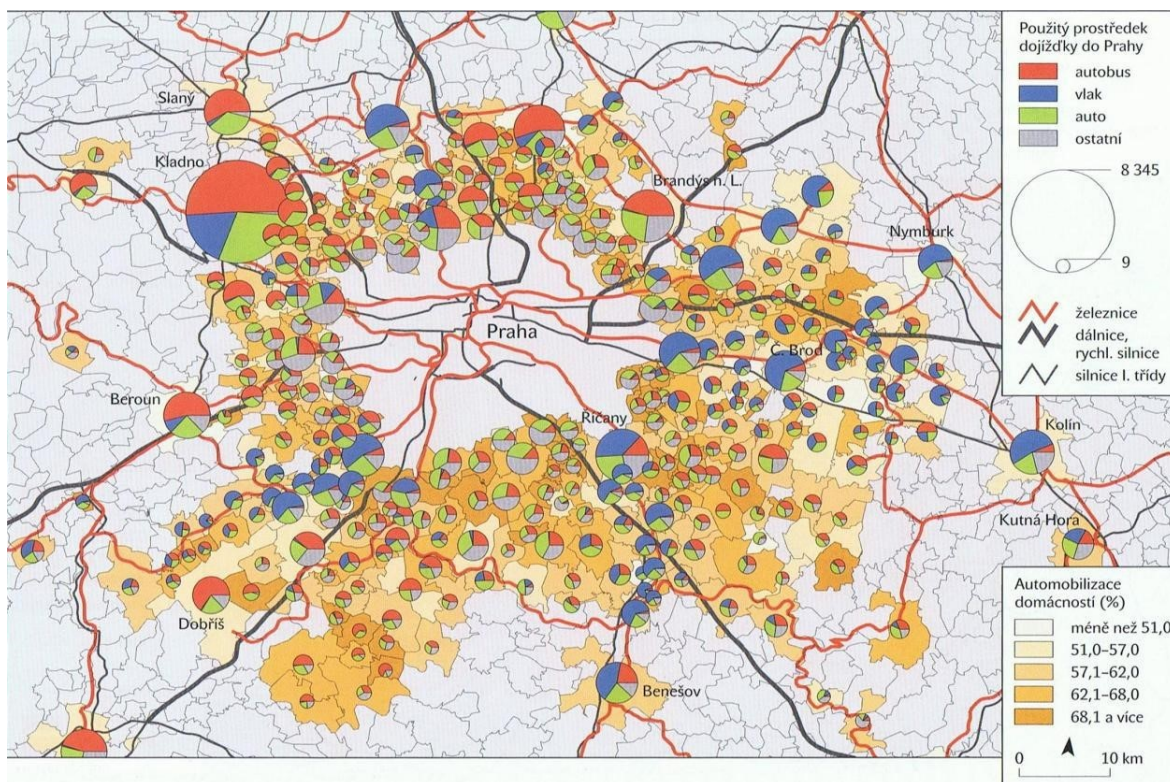 Slaný
Kladno
Brandýs n. L.
Nymburk
Praha
Č. Brod
Beroun
Říčany
Kolín
Kutná Hora
Dobříš
Benešov
Použitý prostředek
dojížďky do Prahy
autobus
vlak
auto
ostatní
8 345
9
železnice
dálnice,
rychl. silnice
silnice I. třídy
Automobilizace
domácností (%)
méně než 51,0
51,0–57,0
57,1–62,0
62,1–68,0
68,1 a více
0 10 km